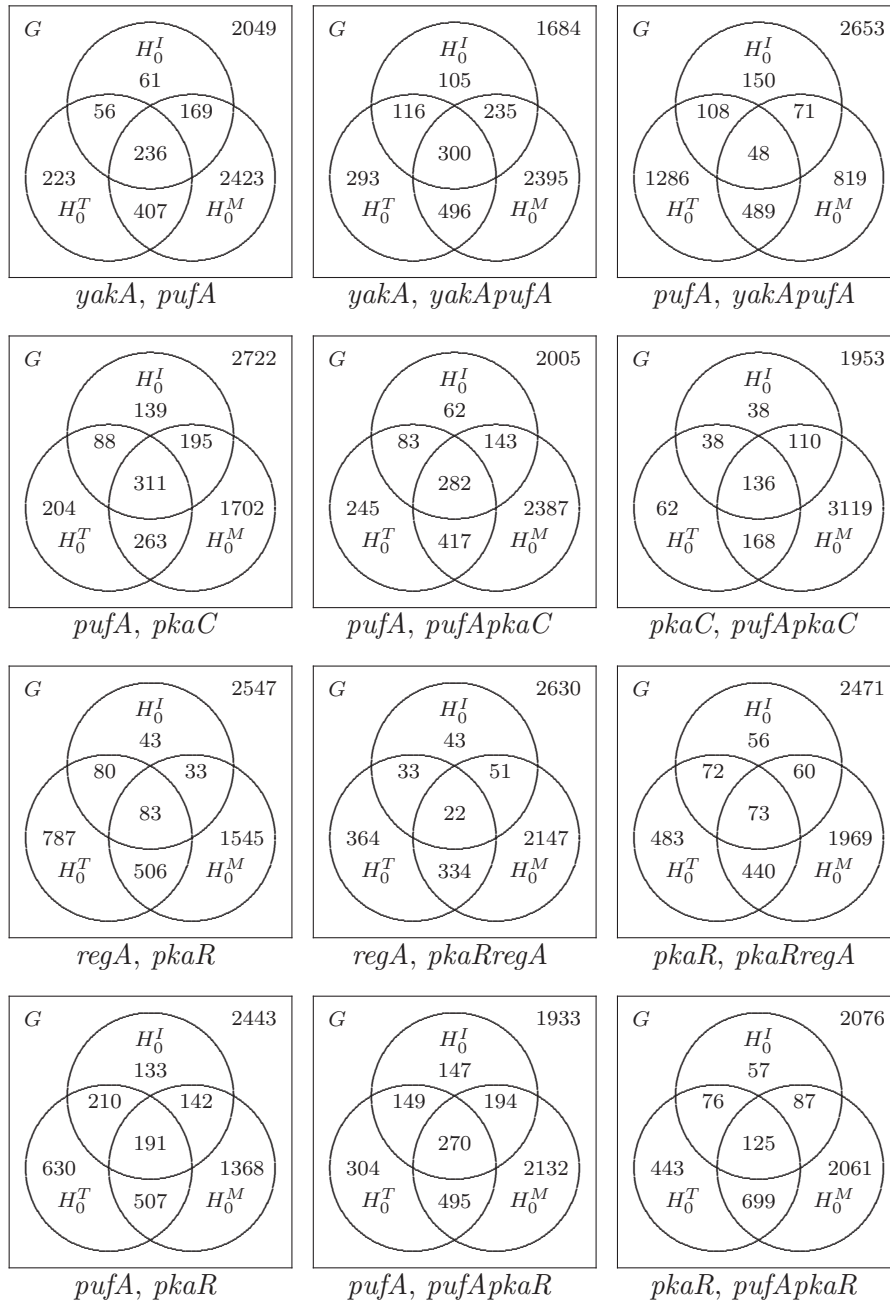 G 2049 G 1684 G 2653
H_0^I H_0^I H_0^I
61 105 150
56 169 116 235 108 71
236 300 48
223 2423 293 2395 1286 819
H_0^T 407 H_0^M H_0^T 496 H_0^M H_0^T 489 H_0^M
yakA, pufA yakA, yakApufA pufA, yakApufA
G 2722 G 2005 G 1953
H_0^I H_0^I H_0^I
139 62 38
88 195 83 143 38 110
311 282 136
204 1702 245 2387 62 3119
H_0^T 263 H_0^M H_0^T 417 H_0^M H_0^T 168 H_0^M
pufA, pkaC pufA, pufApkaC pkaC, pufApkaC
G 2547 G 2630 G 2471
H_0^I H_0^I H_0^I
43 43 56
80 33 33 51 72 60
83 22 73
787 1545 364 2147 483 1969
H_0^T 506 H_0^M H_0^T 334 H_0^M H_0^T 440 H_0^M
regA, pkaR regA, pkaRregA pkaR, pkaRregA
G 2443 G 1933 G 2076
H_0^I H_0^I H_0^I
133 147 57
210 142 149 194 76 87
191 270 125
630 1368 304 2132 443 2061
H_0^T 507 H_0^M H_0^T 495 H_0^M H_0^T 699 H_0^M
pufA, pkaR pufA, pufApkaR pkaR, pufApkaR